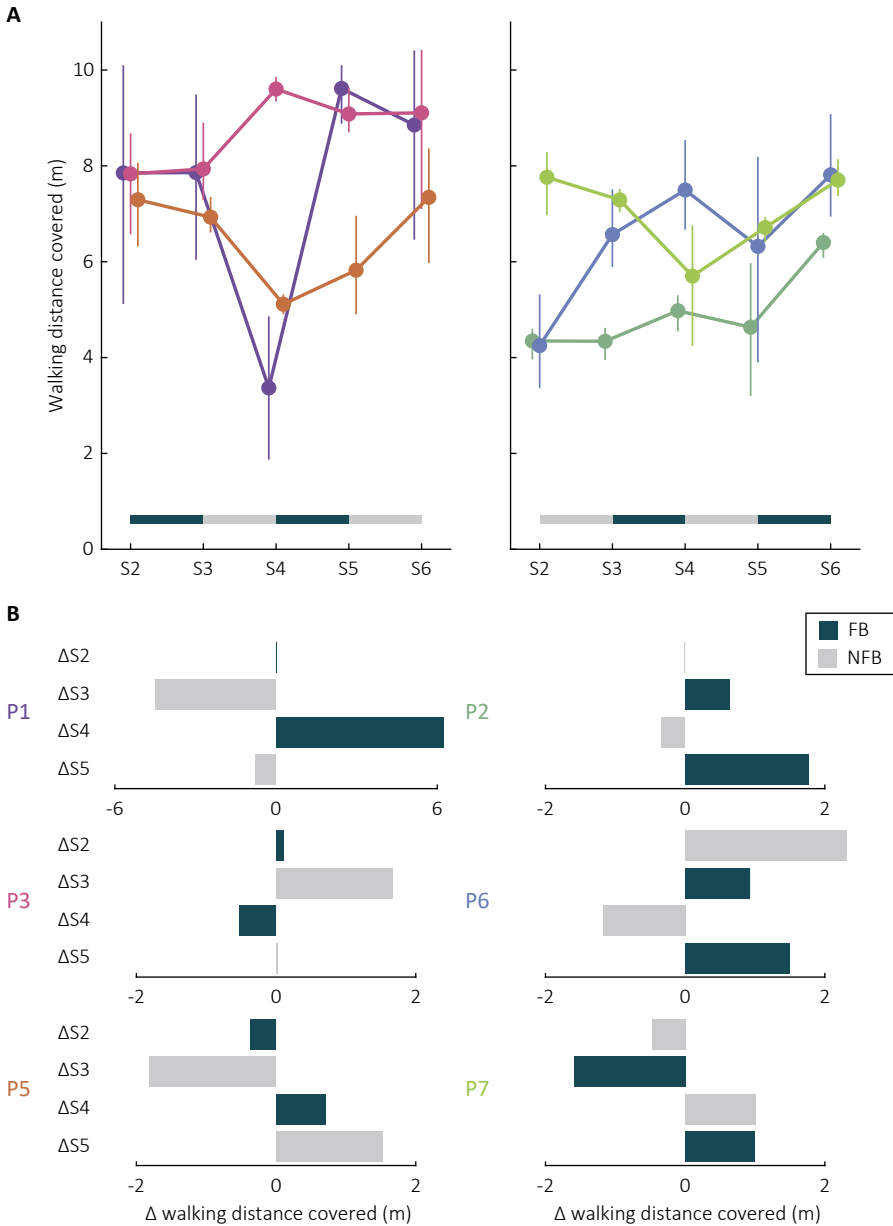 A
Walking distance covered (m)
10
8
6
4
2
0
S2 S3 S4 S5 S6
S2 S3 S4 S5 S6
B
FB
NFB
P1
ΔS2
ΔS3
ΔS4
ΔS5
-6 0 6
P2
-2 0 2
P3
ΔS2
ΔS3
ΔS4
ΔS5
-2 0 2
P6
-2 0 2
P5
ΔS2
ΔS3
ΔS4
ΔS5
-2 0 2
Δ walking distance covered (m)
P7
-2 0 2
Δ walking distance covered (m)